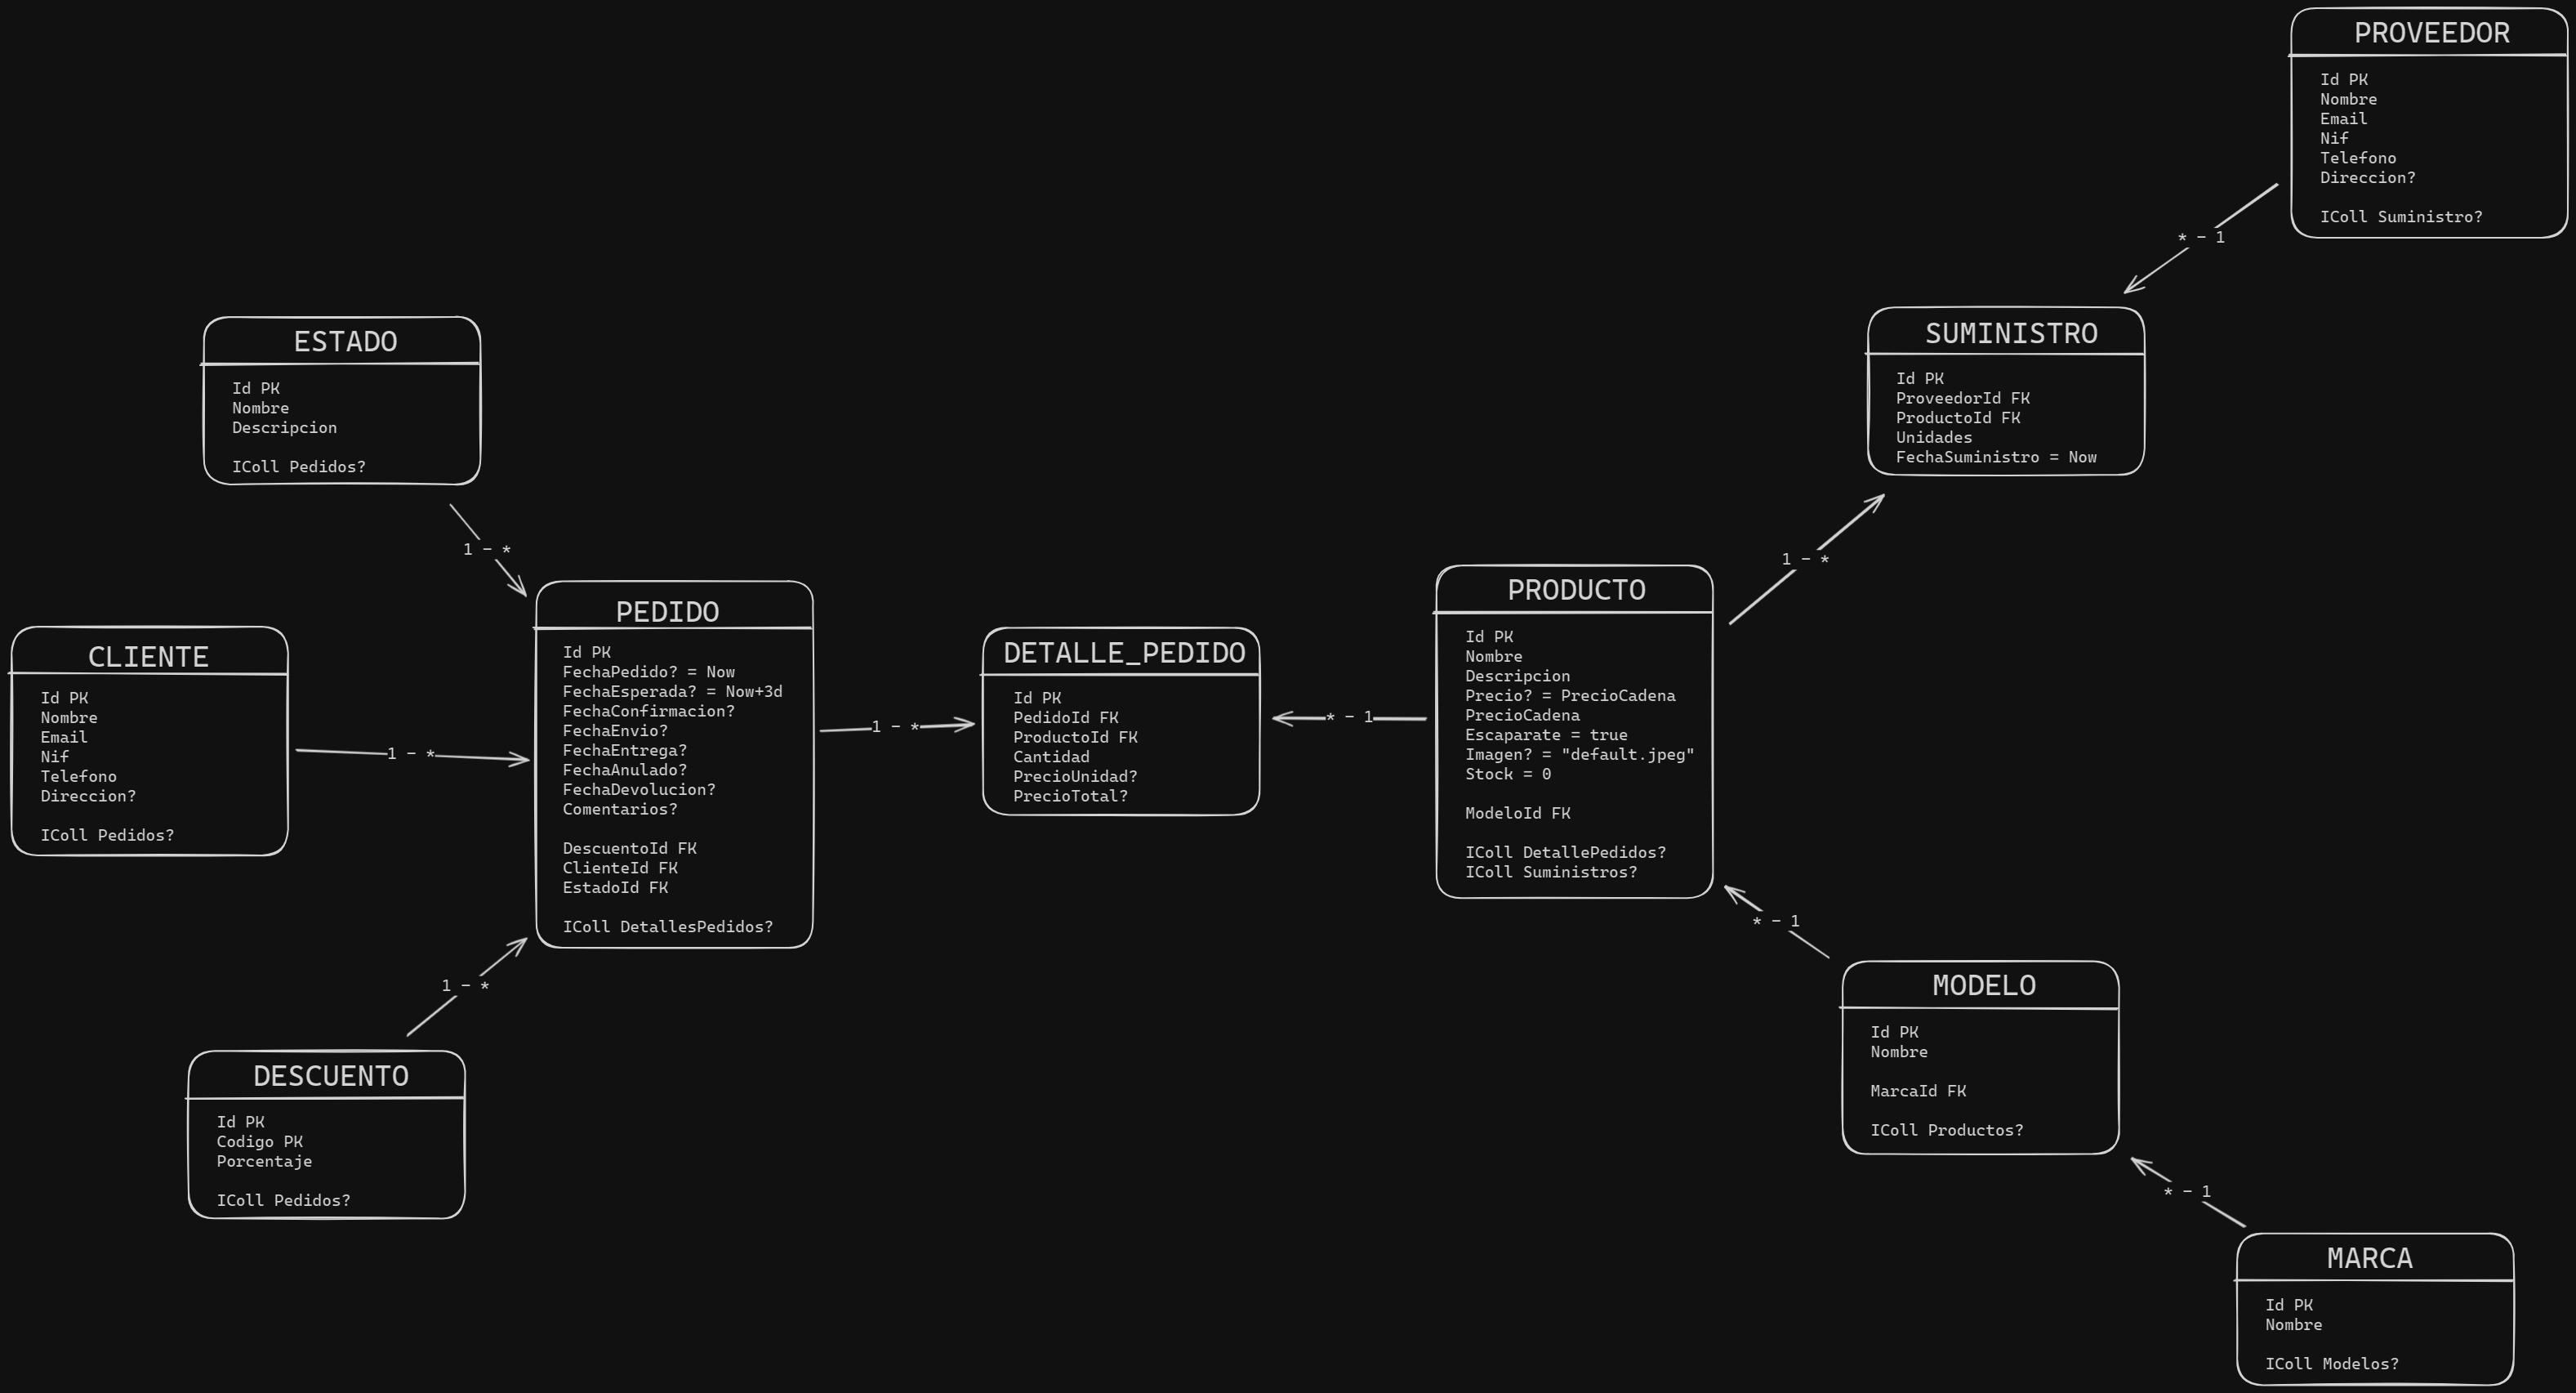 PROVEEDOR
Id PK
Nombre
Email
Nif
Telefono
Direccion?
IColl Suministro?
* - 1
SUMINISTRO
Id PK
ProveedorId FK
ProductoId FK
Unidades
FechaSuministro = Now
1 - *
ESTADO
Id PK
Nombre
Descripcion
IColl Pedidos?
1 - *
CLIENTE
Id PK
Nombre
Email
Nif
Telefono
Direccion?
IColl Pedidos?
1 - *
PEDIDO
Id PK
FechaPedido? = Now
FechaEsperada? = Now+3d
FechaConfirmacion?
FechaEnvio?
FechaEntrega?
FechaAnulado?
FechaDevolucion?
Comentarios?
DescuentoId FK
ClienteId FK
EstadoId FK
IColl DetallesPedidos?
1 - *
DETALLE_PEDIDO
Id PK
PedidoId FK
ProductoId FK
Cantidad
PrecioUnidad?
PrecioTotal?
* - 1
PRODUCTO
Id PK
Nombre
Descripcion
Precio? = PrecioCadena
PrecioCadena
Escaparate = true
Imagen? = "default.jpeg"
Stock = 0
ModeloId FK
IColl DetallePedidos?
IColl Suministros?
* - 1
1 - *
DESCUENTO
Id PK
Codigo PK
Porcentaje
IColl Pedidos?
MODELO
Id PK
Nombre
MarcaId FK
IColl Productos?
* - 1
MARCA
Id PK
Nombre
IColl Modelos?